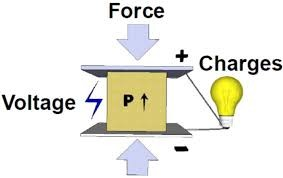 Force
+ Charges
Voltage
P ↑
-